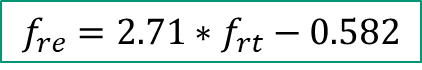 f_re = 2.71 * f_rt − 0.582